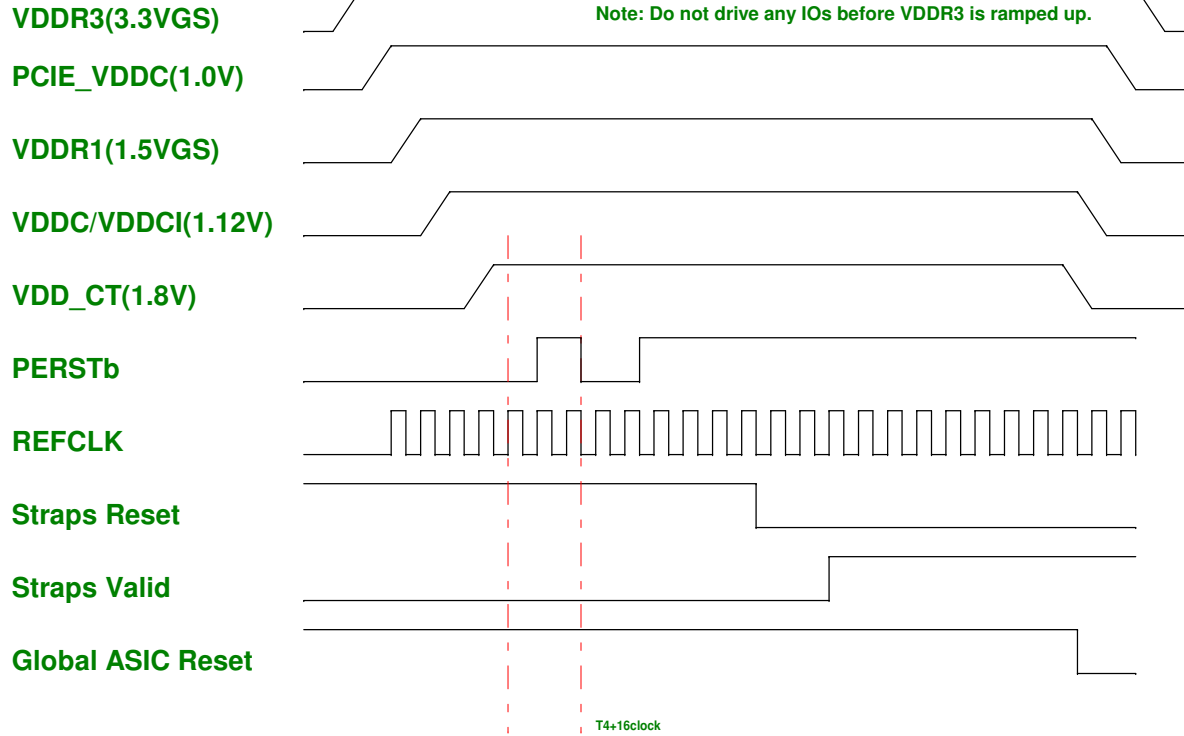 VDDR3(3.3VGS)
Note: Do not drive any IOs before VDDR3 is ramped up.
PCIE_VDDC(1.0V)
VDDR1(1.5VGS)
VDDC/VDDCI(1.12V)
VDD_CT(1.8V)
PERSTb
REFCLK
Straps Reset
Straps Valid
Global ASIC Reset
T4+16clock